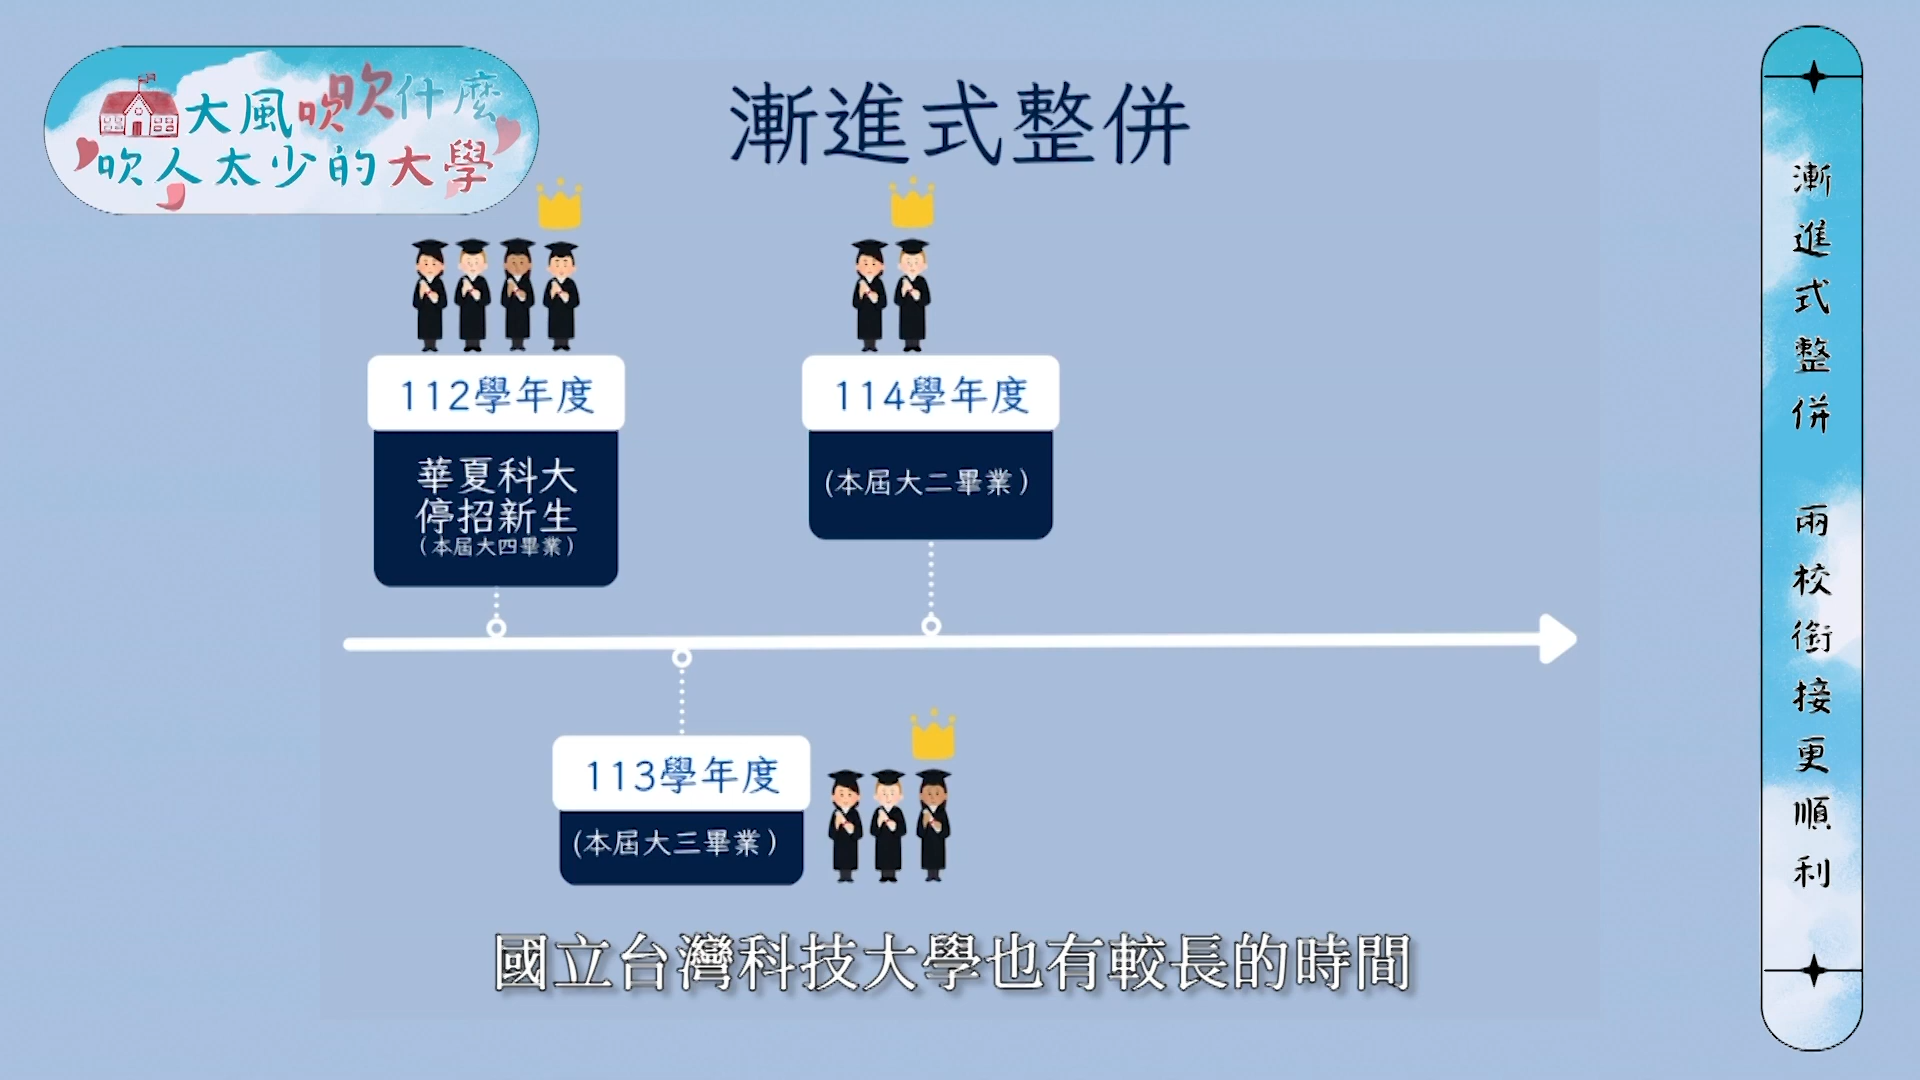 大風吹吹什麼
吹人太少的大學
漸進式整併
112學年度
華夏科大
停招新生
(本屆大四畢業)
114學年度
(本屆大二畢業)
113學年度
(本屆大三畢業)
國立台灣科技大學也有較長的時間
漸進式整併 兩校銜接更順利